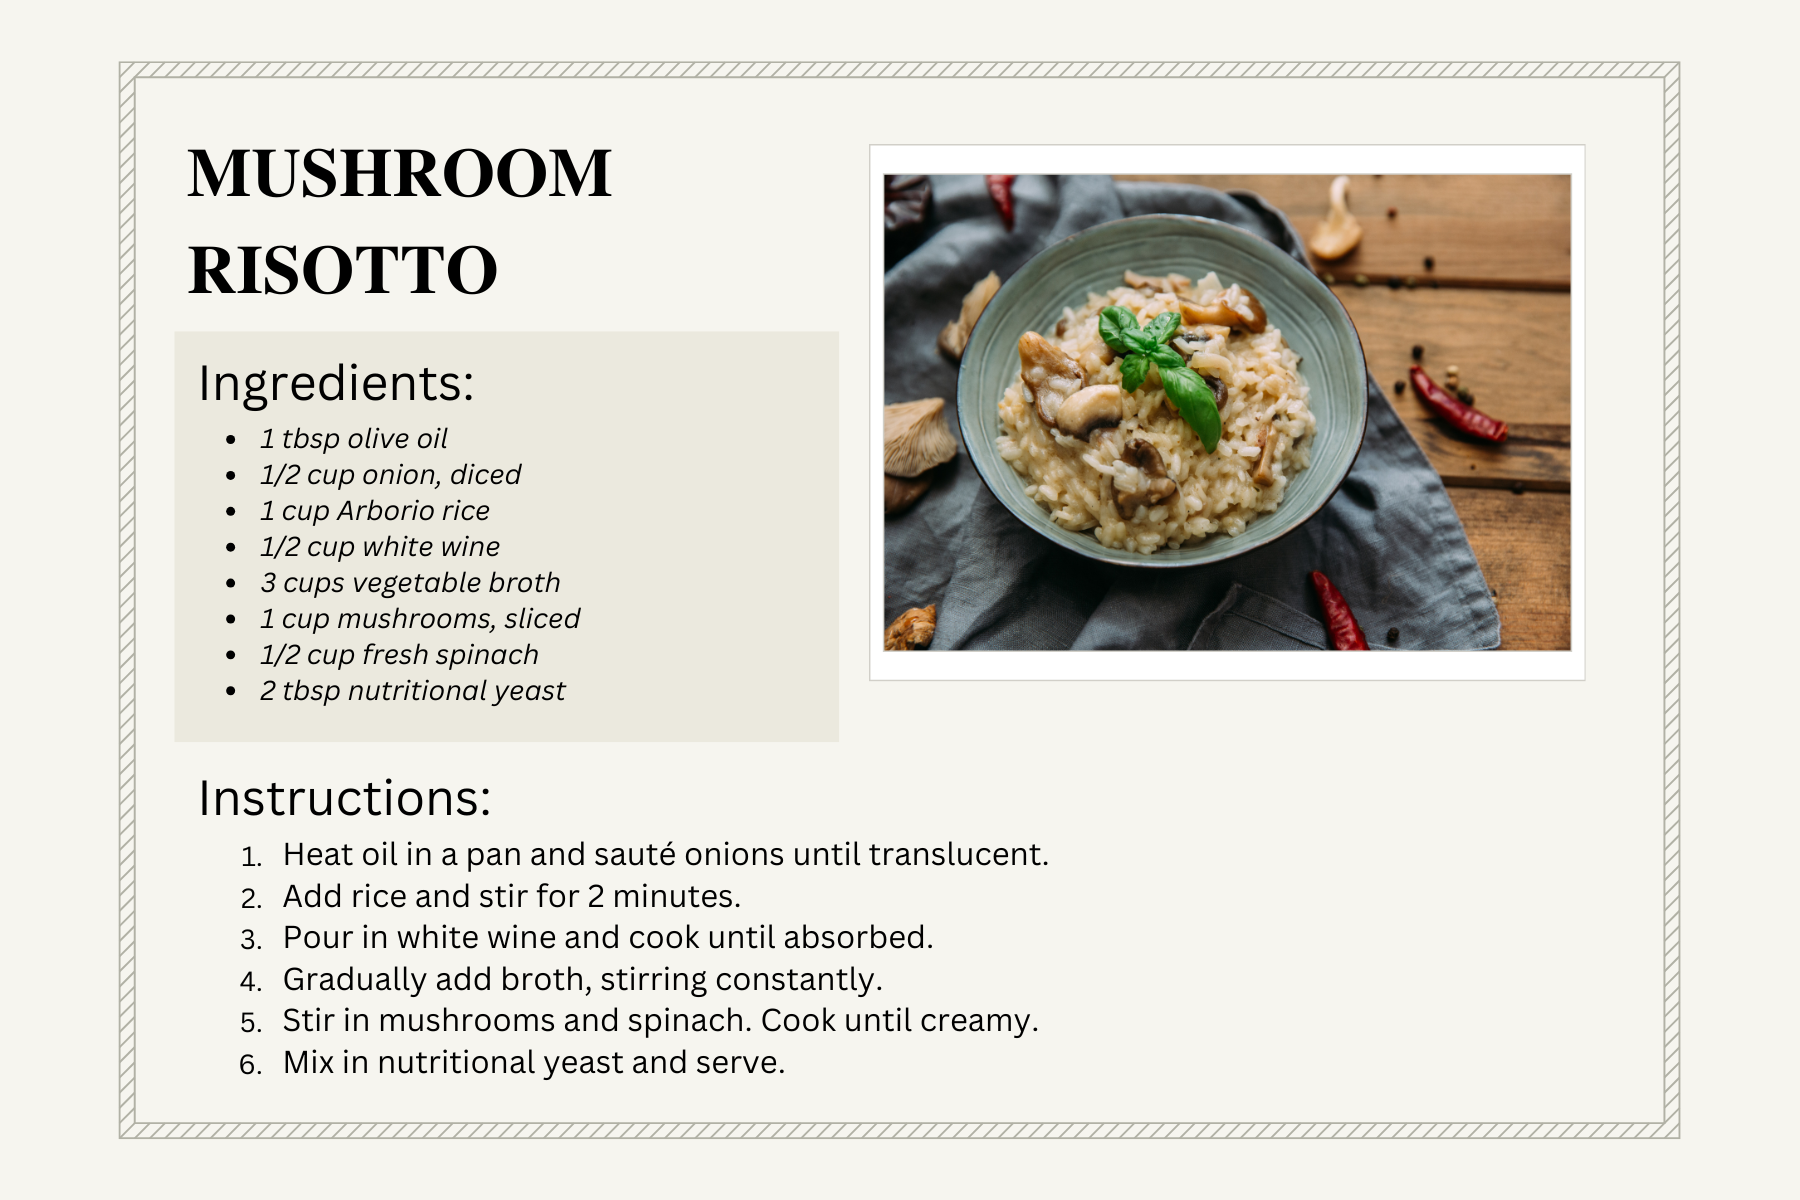 MUSHROOM
RISOTTO
Ingredients:
• 1 tbsp olive oil
• 1/2 cup onion, diced
• 1 cup Arborio rice
• 1/2 cup white wine
• 3 cups vegetable broth
• 1 cup mushrooms, sliced
• 1/2 cup fresh spinach
• 2 tbsp nutritional yeast
Instructions:
1. Heat oil in a pan and sauté onions until translucent.
2. Add rice and stir for 2 minutes.
3. Pour in white wine and cook until absorbed.
4. Gradually add broth, stirring constantly.
5. Stir in mushrooms and spinach. Cook until creamy.
6. Mix in nutritional yeast and serve.